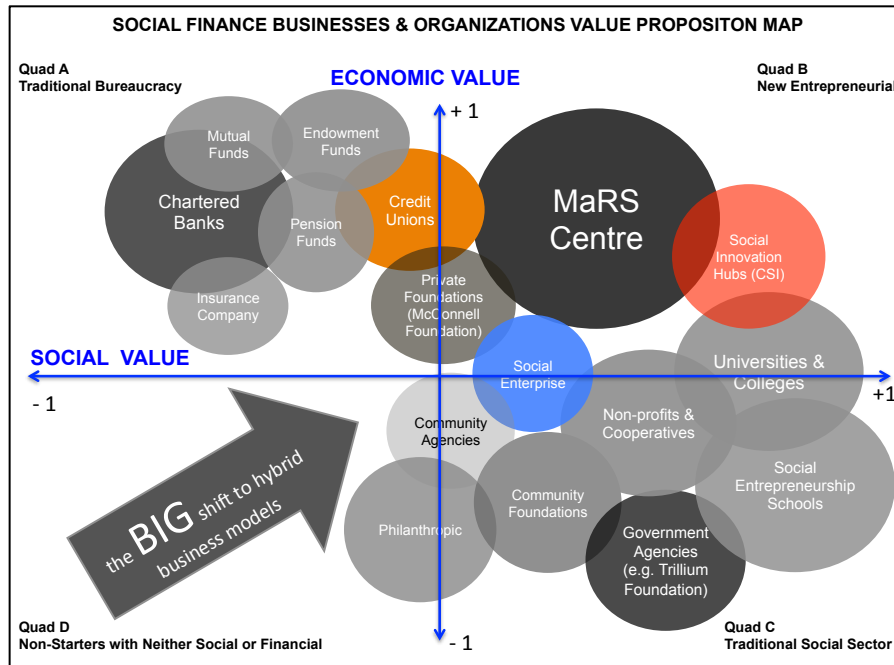 SOCIAL FINANCE BUSINESSES & ORGANIZATIONS VALUE PROPOSITON MAP
Quad A
Traditional Bureaucracy
ECONOMIC VALUE
Quad B
New Entrepreneurial
+ 1
Mutual
Funds
Endowment
Funds
Chartered
Banks
Pension
Funds
Credit
Unions
MaRS
Centre
Social
Innovation
Hubs (CSI)
Insurance
Company
Private
Foundations
(McConnell
Foundation)
SOCIAL VALUE
- 1
+1
Social
Enterprise
Universities &
Colleges
Community
Agencies
Non-profits &
Cooperatives
Social
Entrepreneurship
Schools
Philanthropic
Community
Foundations
Government
Agencies
(e.g. Trillium
Foundation)
the BIG shift to hybrid
business models
- 1
Quad D
Non-Starters with Neither Social or Financial
Quad C
Traditional Social Sector